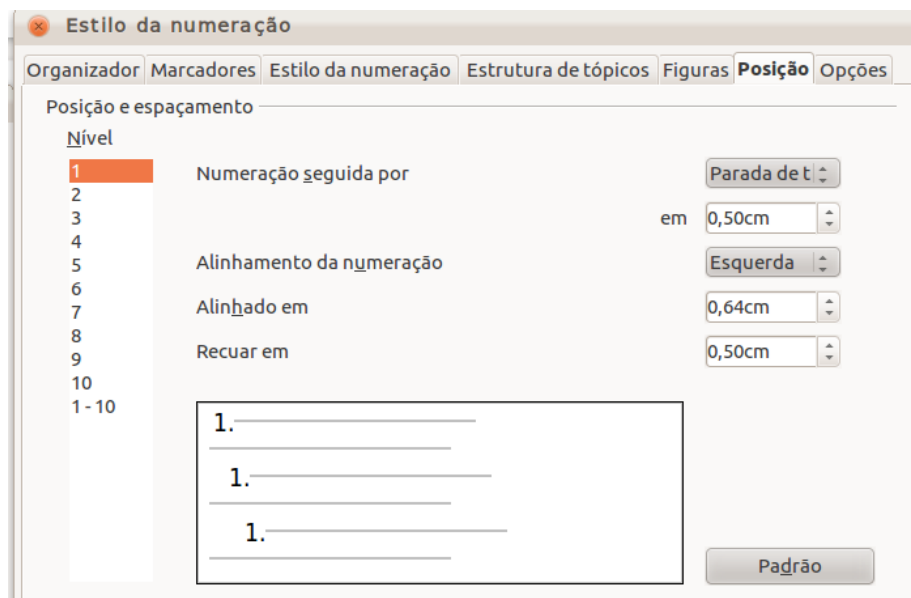 Estilo da numeração
Organizador Marcadores Estilo da numeração Estrutura de tópicos Figuras Posição Opções
Posição e espaçamento
Nível
1
2
3
4
5
6
7
8
9
10
1 - 10
Numeração seguida por Parada de t
em 0,50cm
Alinhamento da numeração Esquerda
Alinhado em 0,64cm
Recuar em 0,50cm
1.
1.
1.
Padrão